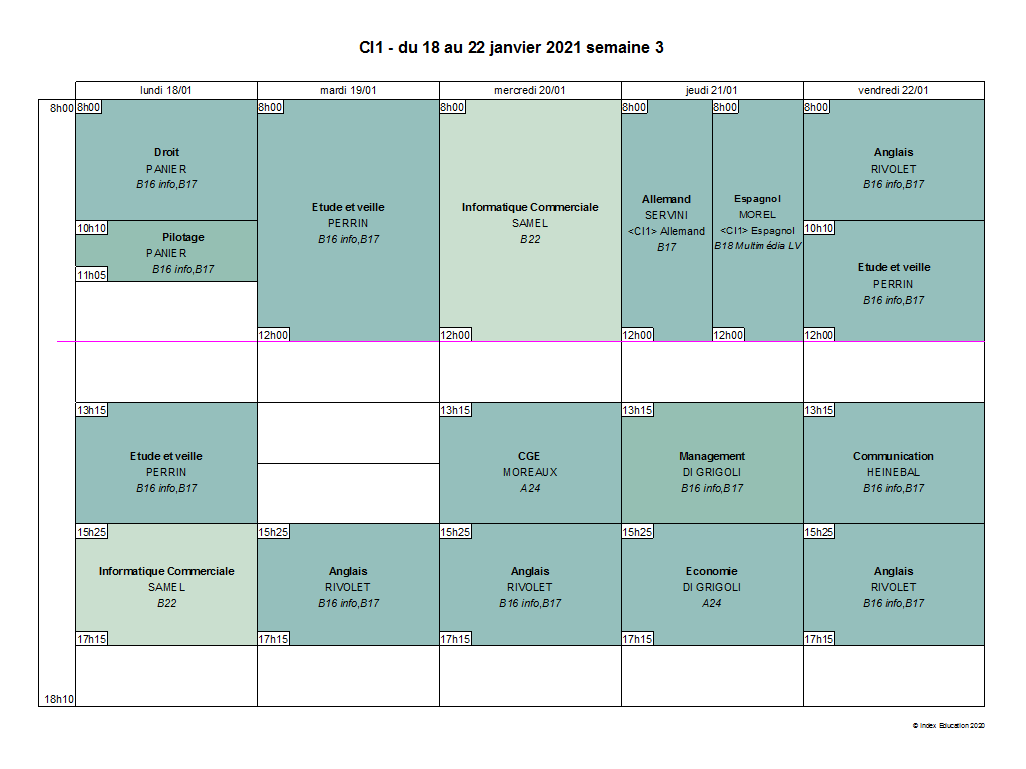 CI1 - du 18 au 22 janvier 2021 semaine 3
lundi 18/01
mardi 19/01
mercredi 20/01
jeudi 21/01
vendredi 22/01
8h00
8h00
Droit
PANIER
B16 info,B17
10h10
Pilotage
PANIER
B16 info,B17
11h05
13h15
Etude et veille
PERRIN
B16 info,B17
15h25
Informatique Commerciale
SAMEL
B22
17h15
8h00
Etude et veille
PERRIN
B16 info,B17
12h00
15h25
Anglais
RIVOLET
B16 info,B17
17h15
8h00
Informatique Commerciale
SAMEL
B22
12h00
13h15
CGE
MOREAUX
A24
15h25
Anglais
RIVOLET
B16 info,B17
17h15
8h00
Allemand
SERVINI
<CI1> Allemand
B17
12h00
8h00
Espagnol
MOREL
<CI1> Espagnol
B18 Multimédia LV
12h00
13h15
Management
DI GRIGOLI
B16 info,B17
15h25
Economie
DI GRIGOLI
A24
17h15
8h00
Anglais
RIVOLET
B16 info,B17
10h10
Etude et veille
PERRIN
B16 info,B17
12h00
13h15
Communication
HEINEBAL
B16 info,B17
15h25
Anglais
RIVOLET
B16 info,B17
17h15
18h10
© Index Education 2020